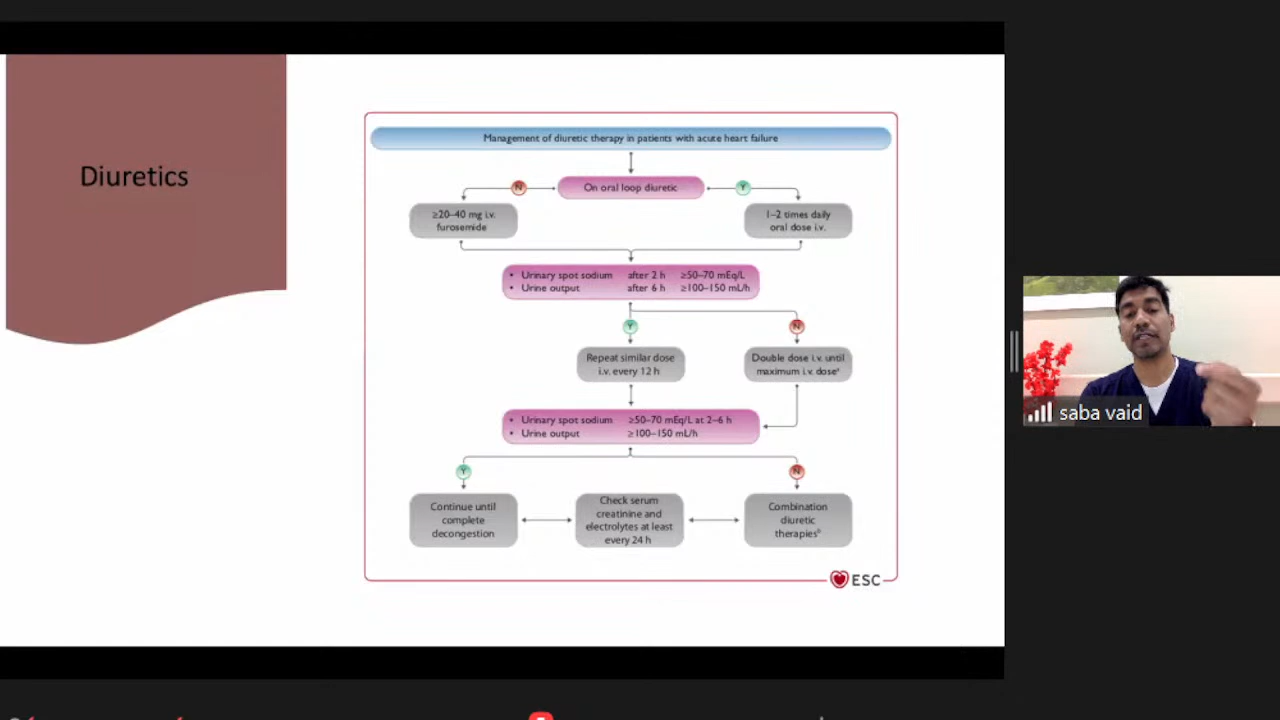 Diuretics
Management of diuretic therapy in patients with acute heart failure
N
On oral loop diuretic
Y
≥20–40 mg i.v.
furosemide
1–2 times daily
oral dose i.v.
• Urinary spot sodium after 2 h ≥50–70 mEq/L
• Urine output after 6 h ≥100–150 mL/h
Y
N
Repeat similar dose
i.v. every 12 h
Double dose i.v. until
maximum i.v. doseᵃ
• Urinary spot sodium ≥50–70 mEq/L at 2–6 h
• Urine output ≥100–150 mL/h
Y
N
Continue until
complete
decongestion
Check serum
creatinine and
electrolytes at least
every 24 h
Combination
diuretic
therapiesᵇ
ESC
saba vaid